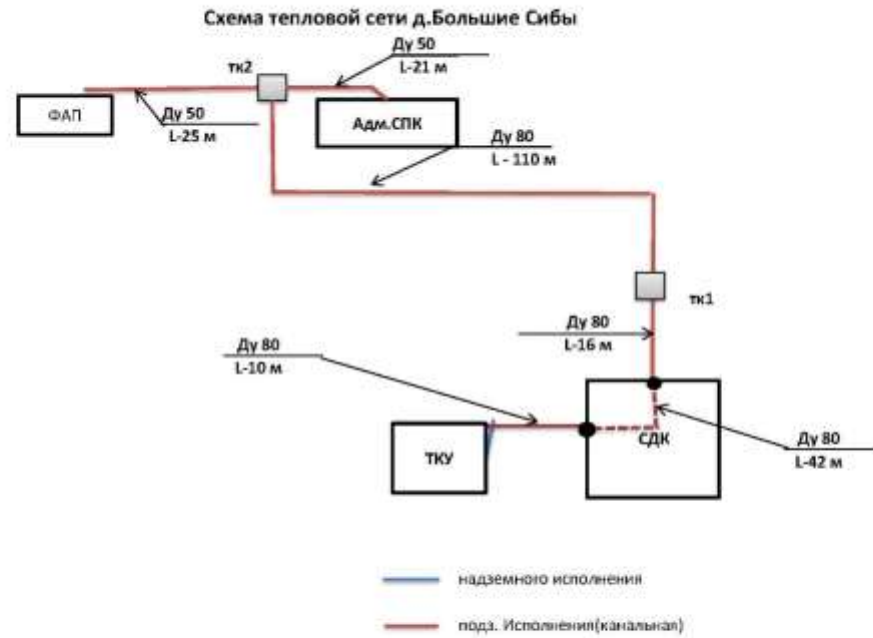 Схема тепловой сети д.Большие Сибы
Ду 50
L-21 м
тк2
ФАП
Ду 50
L-25 м
Адм.СПК
Ду 80
L - 110 м
тк1
Ду 80
L-16 м
Ду 80
L-10 м
ТКУ
СДК
Ду 80
L-42 м
надземного исполнения
подз. Исполнения(канальная)